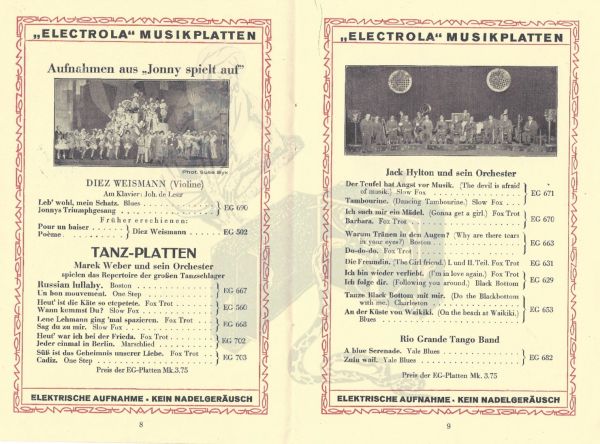 „ELECTROLA“ MUSIKPLATTEN
Aufnahmen aus „Jonny spielt auf“
Phot. Suse Byk
DIEZ WEISMANN (Violine)
Am Klavier: Joh. de Leur
Leb' wohl, mein Schatz. Blues
Jonnys Triumphgesang
EG 690
Früher erschienen:
Pour un baiser
Poème
Diez Weismann
EG 502
TANZ-PLATTEN
Marek Weber und sein Orchester
spielen das Repertoire der großen Tanzschlager
Russian lullaby. Boston
Un bon mouvement. One Step
EG 667
Heut' ist die Käte so etepetete. Fox Trot
Wann kommst Du? Slow Fox
EG 560
Lene Lehmann ging 'mal spazieren. Fox Trot
Sag du zu mir. Slow Fox
EG 668
Heut' war ich bei der Frieda. Fox Trot
Jeder einmal in Berlin. Marschlied
EG 702
Süß ist das Geheimnis unserer Liebe. Fox Trot
Cadiz. One Step
EG 703
Preis der EG-Platten Mk. 3.75
ELEKTRISCHE AUFNAHME · KEIN NADELGERÄUSCH
8
„ELECTROLA“ MUSIKPLATTEN
Jack Hylton und sein Orchester
Der Teufel hat Angst vor Musik. (The devil is afraid
of music.) Slow Fox
Tambourine. (Dancing Tambourine.) Slow Fox
EG 671
Ich such mir ein Mädel. (Gonna get a girl.) Fox Trot
Barbara. Fox Trot
EG 670
Warum Tränen in den Augen? (Why are there tears
in your eyes?) Boston
Do-do-do. Fox Trot
EG 663
Die Freundin. (The Girl friend.) I. und II. Teil. Fox Trot EG 631
Ich bin wieder verliebt. (I'm in love again.) Fox Trot
Ich folge dir. (Following you around.) Black Bottom
EG 629
Tanze Black Bottom mit mir. (Do the Blackbottom
with me.) Charleston
An der Küste von Waikiki. (On the beach at Waikiki.)
Blues
EG 653
Rio Grande Tango Band
A blue Serenade. Yale Blues
Zulu wail. Yale Blues
EG 682
Preis der EG-Platten Mk. 3.75
ELEKTRISCHE AUFNAHME · KEIN NADELGERÄUSCH
9